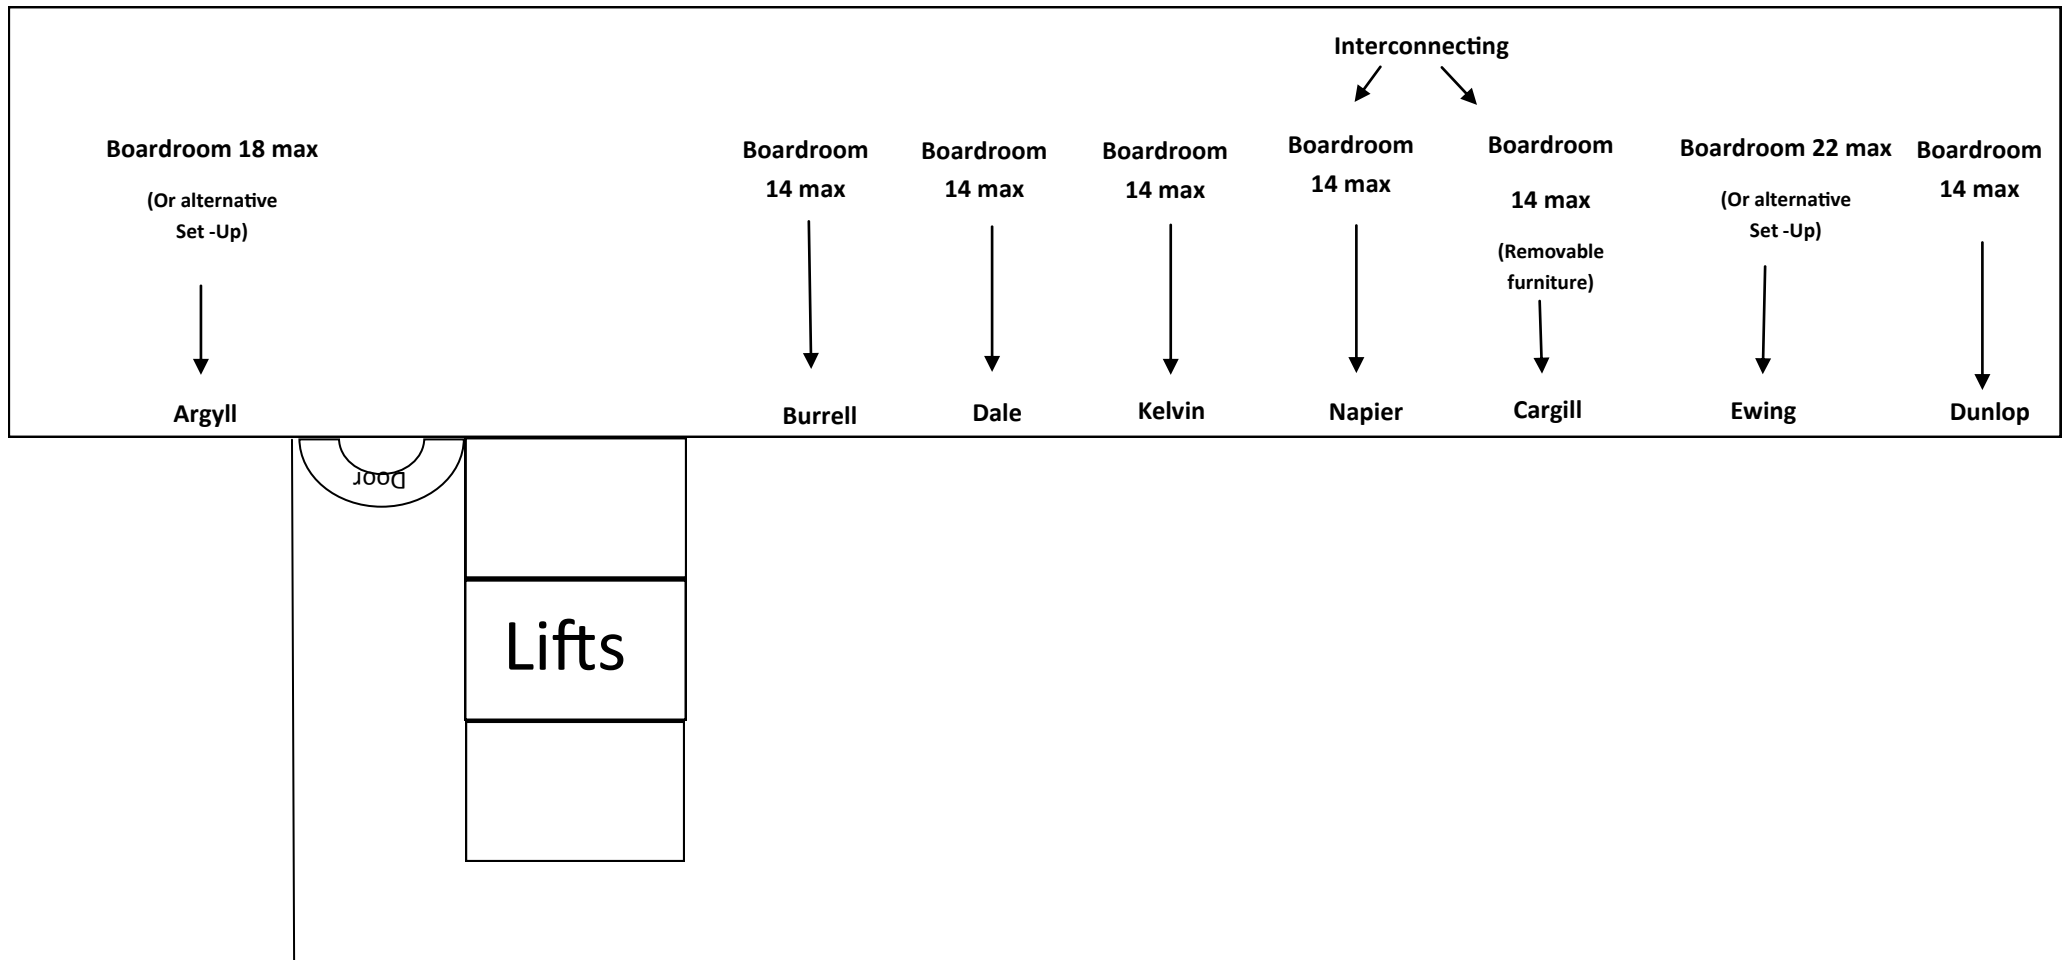 Interconnecting
Boardroom 18 max
(Or alternative
Set -Up)
Argyll
Boardroom
14 max
Burrell
Boardroom
14 max
Dale
Boardroom
14 max
Kelvin
Boardroom
14 max
Napier
Boardroom
14 max
(Removable
furniture)
Cargill
Boardroom 22 max
(Or alternative
Set -Up)
Ewing
Boardroom
14 max
Dunlop
Door
Lifts